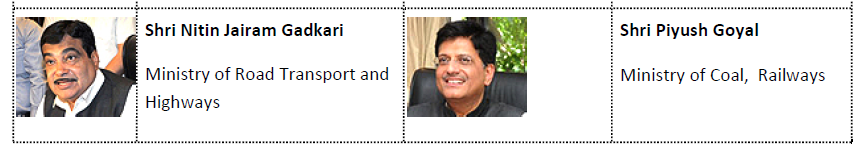 Shri Nitin Jairam Gadkari
Ministry of Road Transport and
Highways
Shri Piyush Goyal
Ministry of Coal,  Railways